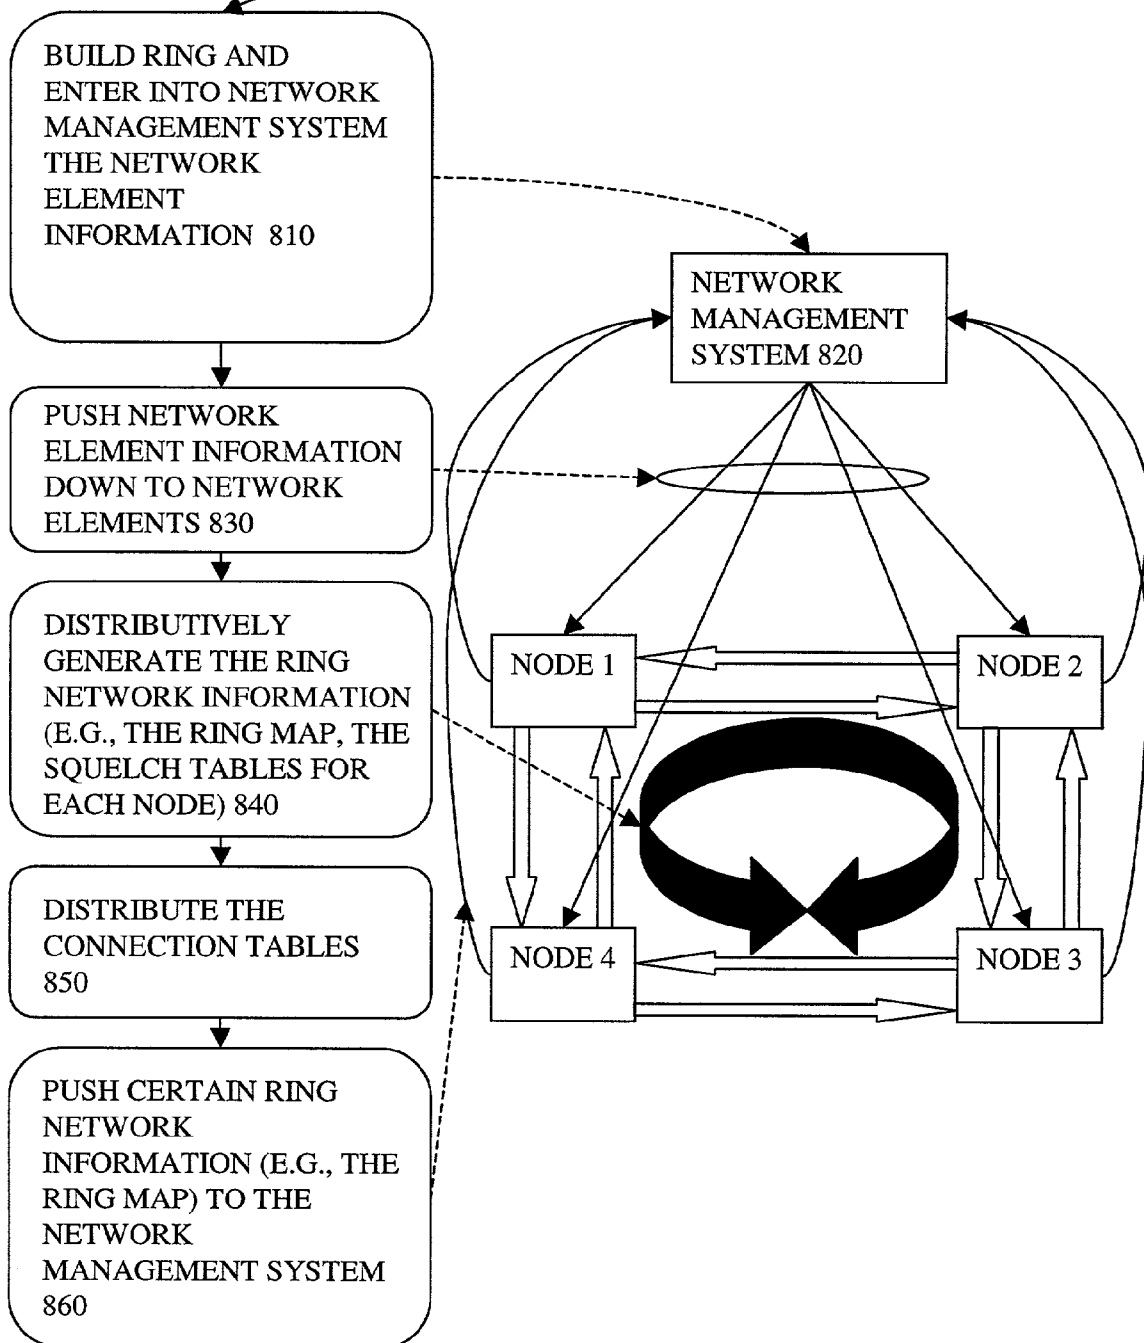 BUILD RING AND
ENTER INTO NETWORK
MANAGEMENT SYSTEM
THE NETWORK
ELEMENT
INFORMATION 810
NETWORK
MANAGEMENT
SYSTEM 820
PUSH NETWORK
ELEMENT INFORMATION
DOWN TO NETWORK
ELEMENTS 830
DISTRIBUTIVELY
GENERATE THE RING
NETWORK INFORMATION
(E.G., THE RING MAP, THE
SQUELCH TABLES FOR
EACH NODE) 840
NODE 1
NODE 2
DISTRIBUTE THE
CONNECTION TABLES
850
NODE 4
NODE 3
PUSH CERTAIN RING
NETWORK
INFORMATION (E.G., THE
RING MAP) TO THE
NETWORK
MANAGEMENT SYSTEM
860